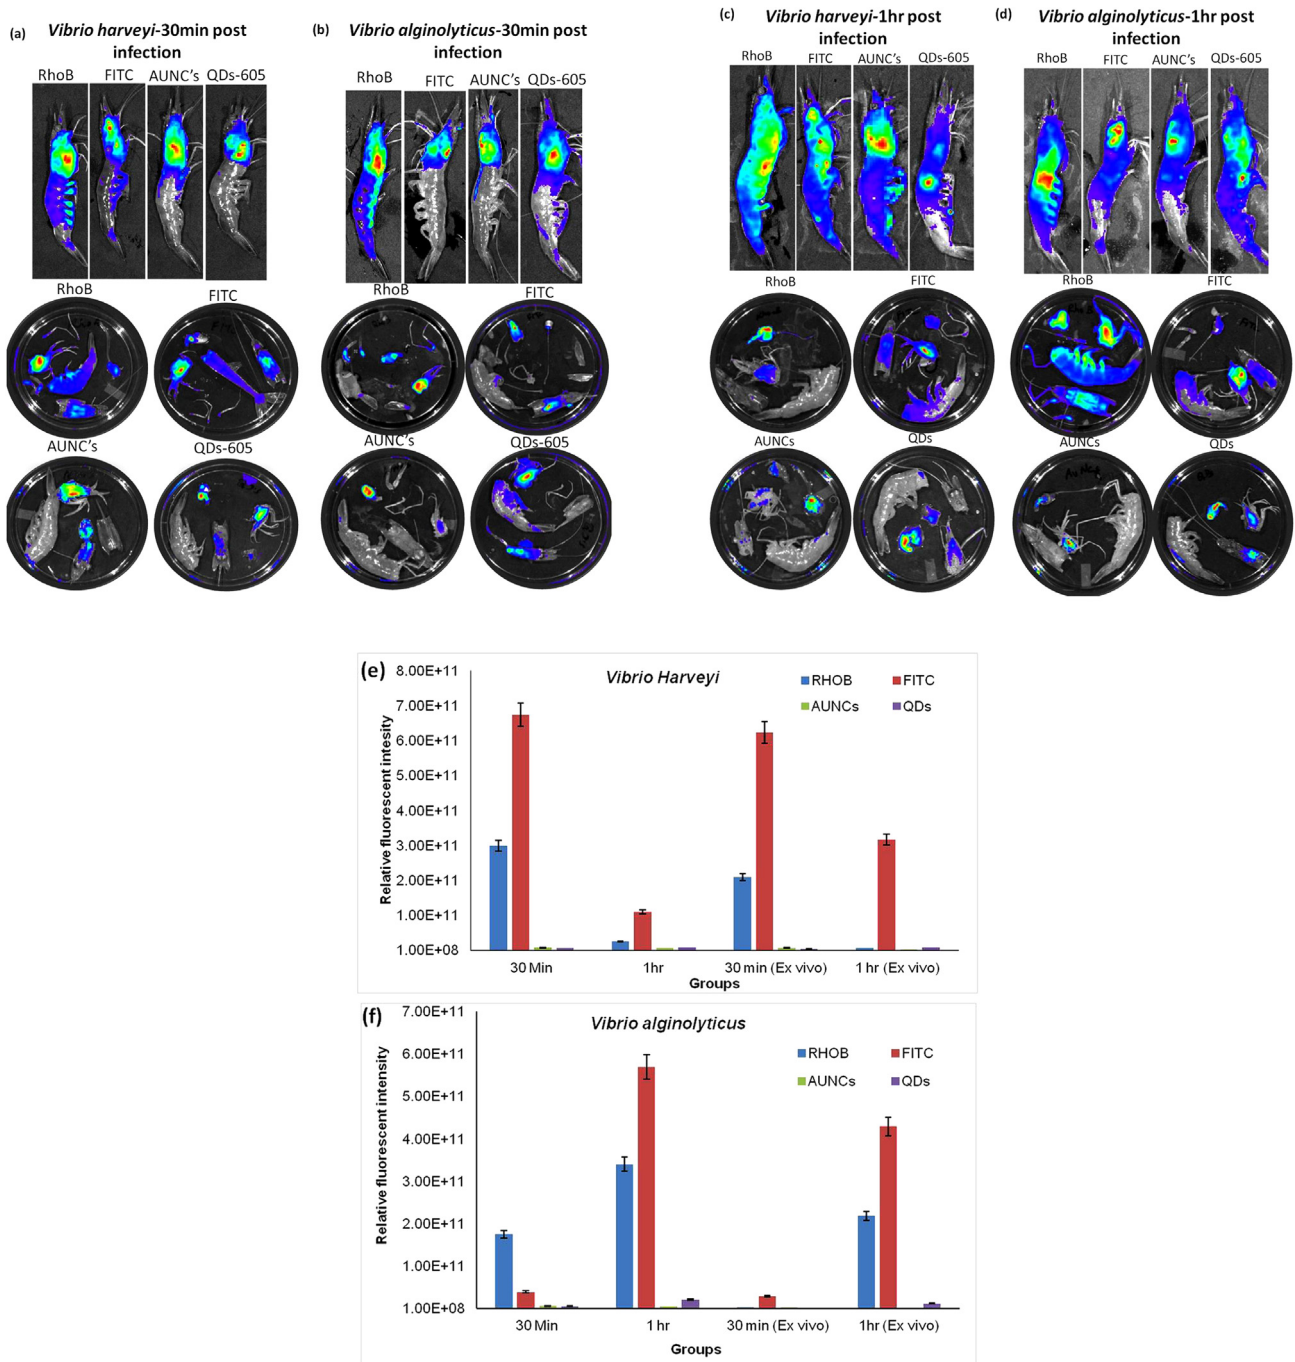 (a)
Vibrio harveyi-30min post
infection
RhoB FITC AUNC's QDs-605
RhoB
FITC
AUNC's
QDs-605
(b)
Vibrio alginolyticus-30min post
infection
RhoB FITC AUNC's QDs-605
RhoB
FITC
AUNC's
QDs-605
(c)
Vibrio harveyi-1hr post
infection
RhoB FITC AUNC's QDs-605
RhoB
FITC
AUNCs
QDs
(d)
Vibrio alginolyticus-1hr post
infection
RhoB FITC AUNC's QDs-605
RhoB
FITC
AUNCs
QDs
(e)
Vibrio Harveyi
RHOB FITC
AUNCs QDs
Relative fluorescent intesity
8.00E+11
7.00E+11
6.00E+11
5.00E+11
4.00E+11
3.00E+11
2.00E+11
1.00E+11
1.00E+08
30 Min 1hr 30 min (Ex vivo) 1 hr (Ex vivo)
Groups
(f)
Vibrio alginolyticus
RHOB FITC
AUNCs QDs
Relative fluorescent intensity
7.00E+11
6.00E+11
5.00E+11
4.00E+11
3.00E+11
2.00E+11
1.00E+11
1.00E+08
30 Min 1 hr 30 min (Ex vivo) 1hr (Ex vivo)
Groups